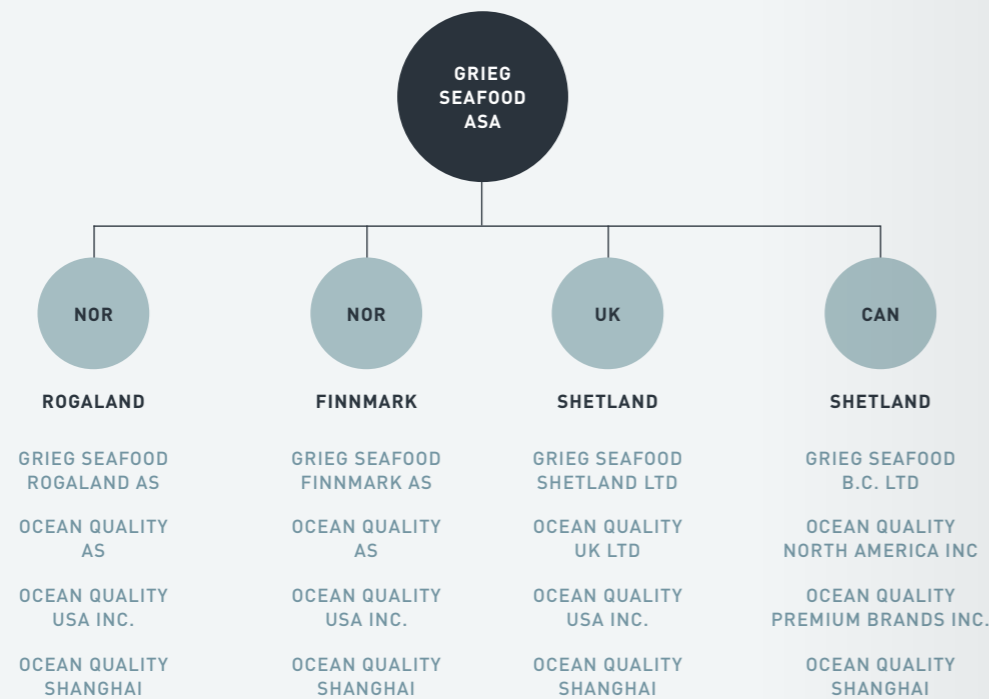 GRIEG
SEAFOOD
ASA
NOR
NOR
UK
CAN
ROGALAND
FINNMARK
SHETLAND
SHETLAND
GRIEG SEAFOOD
ROGALAND AS
GRIEG SEAFOOD
FINNMARK AS
GRIEG SEAFOOD
SHETLAND LTD
GRIEG SEAFOOD
B.C. LTD
OCEAN QUALITY
AS
OCEAN QUALITY
AS
OCEAN QUALITY
UK LTD
OCEAN QUALITY
NORTH AMERICA INC
OCEAN QUALITY
USA INC.
OCEAN QUALITY
USA INC.
OCEAN QUALITY
USA INC.
OCEAN QUALITY
PREMIUM BRANDS INC.
OCEAN QUALITY
SHANGHAI
OCEAN QUALITY
SHANGHAI
OCEAN QUALITY
SHANGHAI
OCEAN QUALITY
SHANGHAI